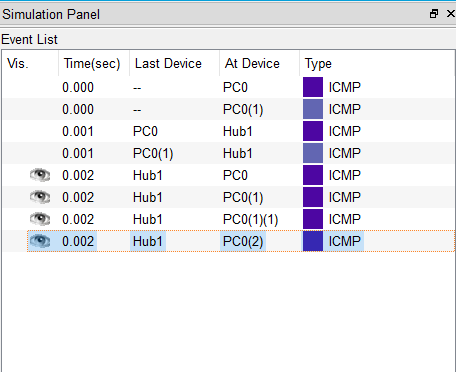 Simulation Panel
Event List
Vis. Time(sec) Last Device At Device Type
0.000 -- PC0 ICMP
0.000 -- PC0(1) ICMP
0.001 PC0 Hub1 ICMP
0.001 PC0(1) Hub1 ICMP
0.002 Hub1 PC0 ICMP
0.002 Hub1 PC0(1) ICMP
0.002 Hub1 PC0(1)(1) ICMP
0.002 Hub1 PC0(2) ICMP